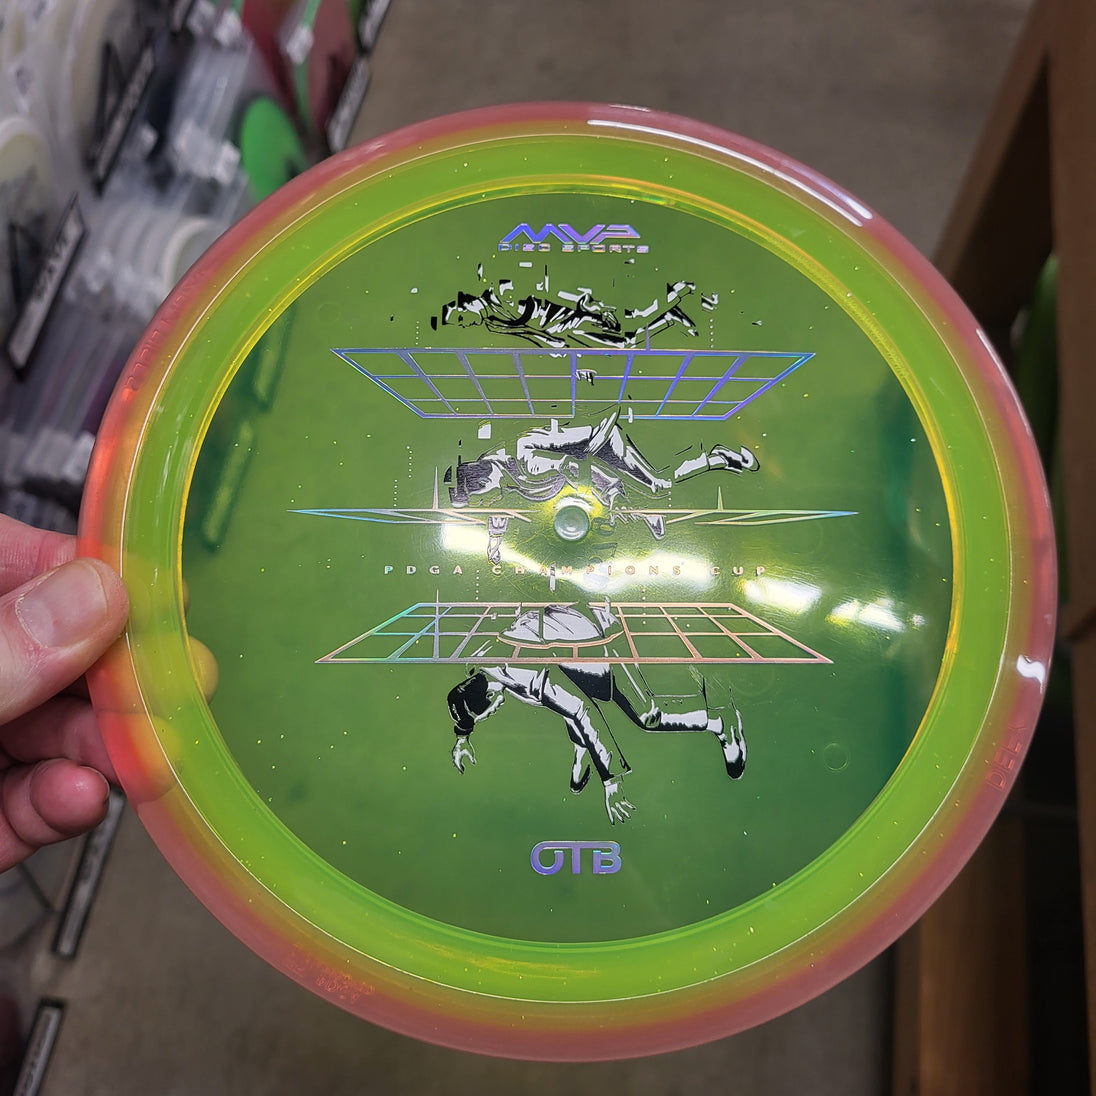 MVP
DISC SPORTS
PDGA CHAMPIONS CUP
OTB